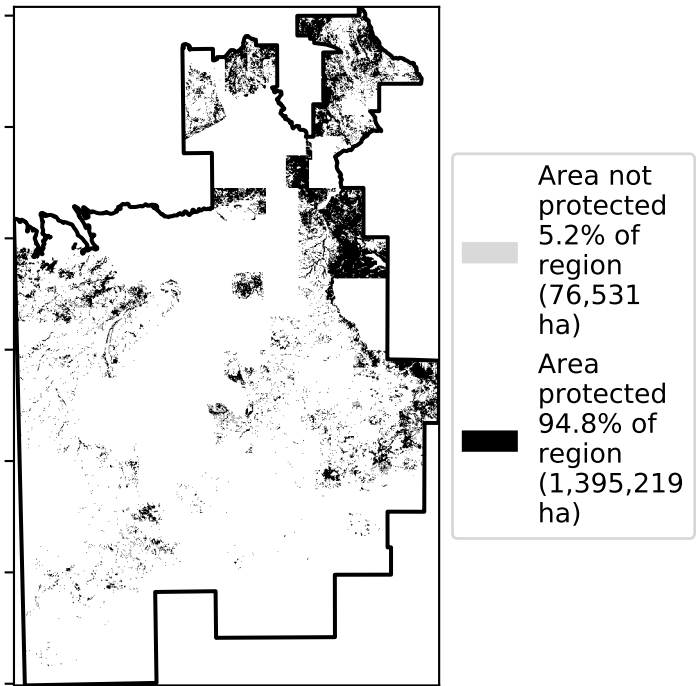 Area not
protected
5.2% of
region
(76,531
ha)
Area
protected
94.8% of
region
(1,395,219
ha)